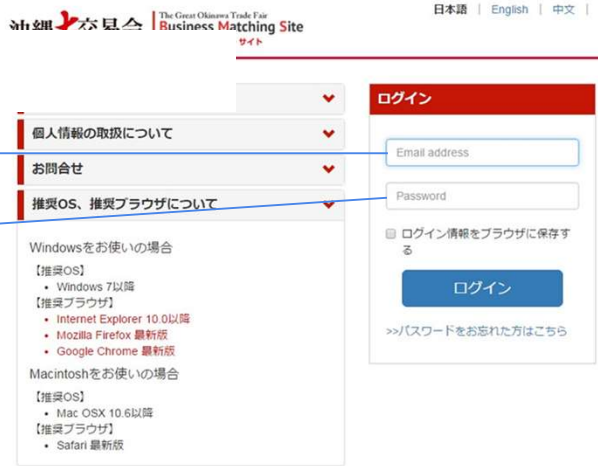 日本語 | English | 中文 |
沖縄大交易会 The Great Okinawa Trade Fair
Business Matching Site
サイト
個人情報の取扱について
お問合せ
推奨OS、推奨ブラウザについて
Windowsをお使いの場合
【推奨OS】
• Windows 7以降
【推奨ブラウザ】
• Internet Explorer 10.0以降
• Mozilla Firefox 最新版
• Google Chrome 最新版
Macintoshをお使いの場合
【推奨OS】
• Mac OSX 10.6以降
【推奨ブラウザ】
• Safari 最新版
ログイン
Email address
Password
ログイン情報をブラウザに保存す
る
ログイン
>>パスワードをお忘れた方はこちら